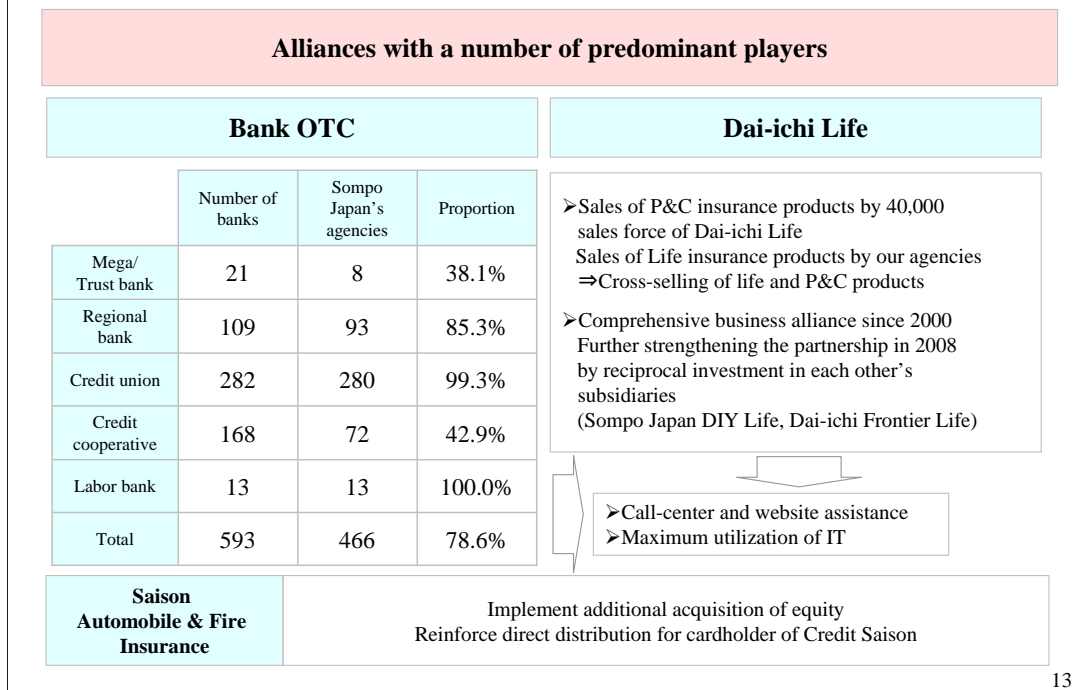 Alliances with a number of predominant players
Bank OTC
Number of
banks
Sompo
Japan’s
agencies
Proportion
Mega/
Trust bank
21
8
38.1%
Regional
bank
109
93
85.3%
Credit union
282
280
99.3%
Credit
cooperative
168
72
42.9%
Labor bank
13
13
100.0%
Total
593
466
78.6%
Dai-ichi Life
➢Sales of P&C insurance products by 40,000
sales force of Dai-ichi Life
Sales of Life insurance products by our agencies
⇒Cross-selling of life and P&C products
➢Comprehensive business alliance since 2000
Further strengthening the partnership in 2008
by reciprocal investment in each other’s
subsidiaries
(Sompo Japan DIY Life, Dai-ichi Frontier Life)
➢Call-center and website assistance
➢Maximum utilization of IT
Saison
Automobile & Fire
Insurance
Implement additional acquisition of equity
Reinforce direct distribution for cardholder of Credit Saison
13